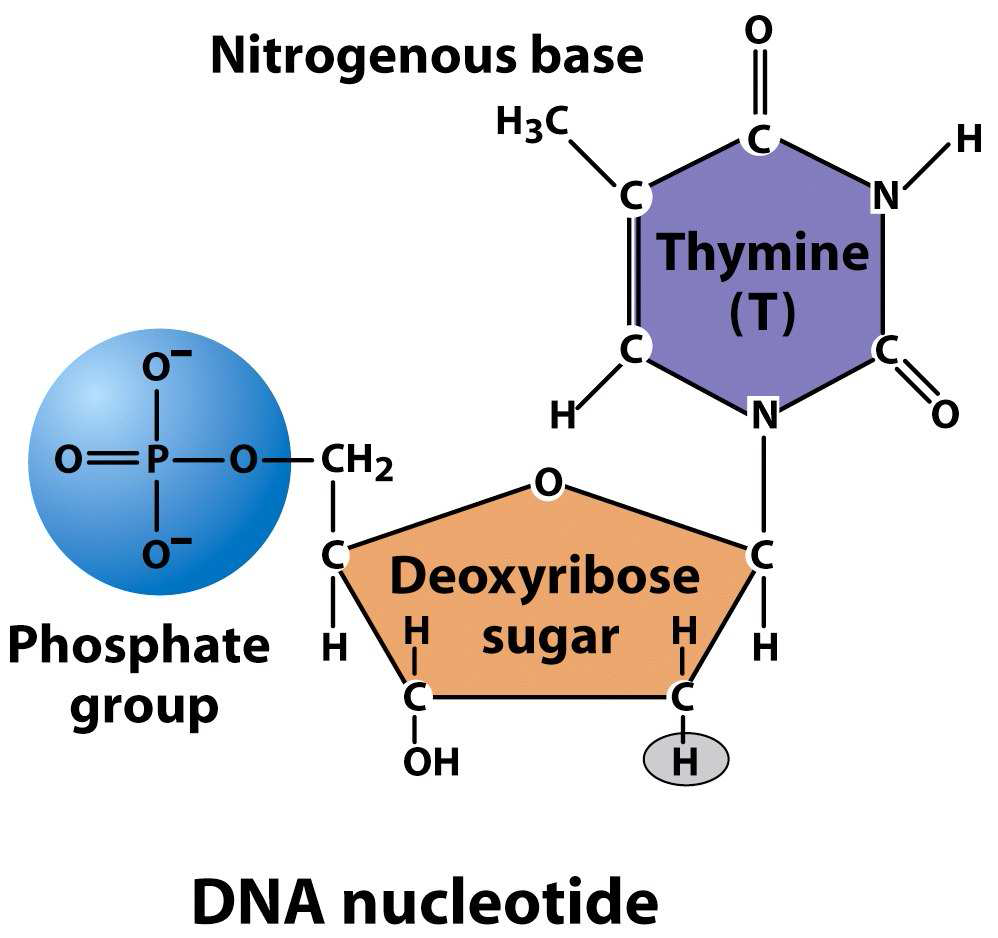 Nitrogenous base
O
H₃C
C
H
C
N
Thymine
(T)
C
C
H
N
O
O⁻
O
P
O
CH₂
O⁻
O
C
Deoxyribose
sugar
C
H
H
H
H
C
C
OH
H
Phosphate
group
DNA nucleotide